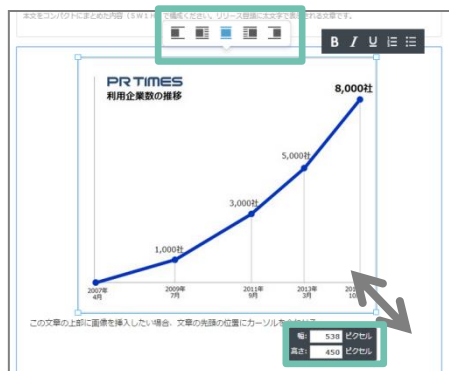 本文をコンパクトにまとめた内容(5W1H)で構成ください。リリース冒頭に太文字で表示される文章です。
B I U
PR TIMES
利用企業数の推移
8,000社
5,000社
3,000社
1,000社
2007年
4月
2009年
7月
2011年
9月
2013年
3月
この文章の上部に画像を挿入したい場合、文章の先頭の位置にカーソルを
幅: 538 ピクセル
高さ: 450 ピクセル